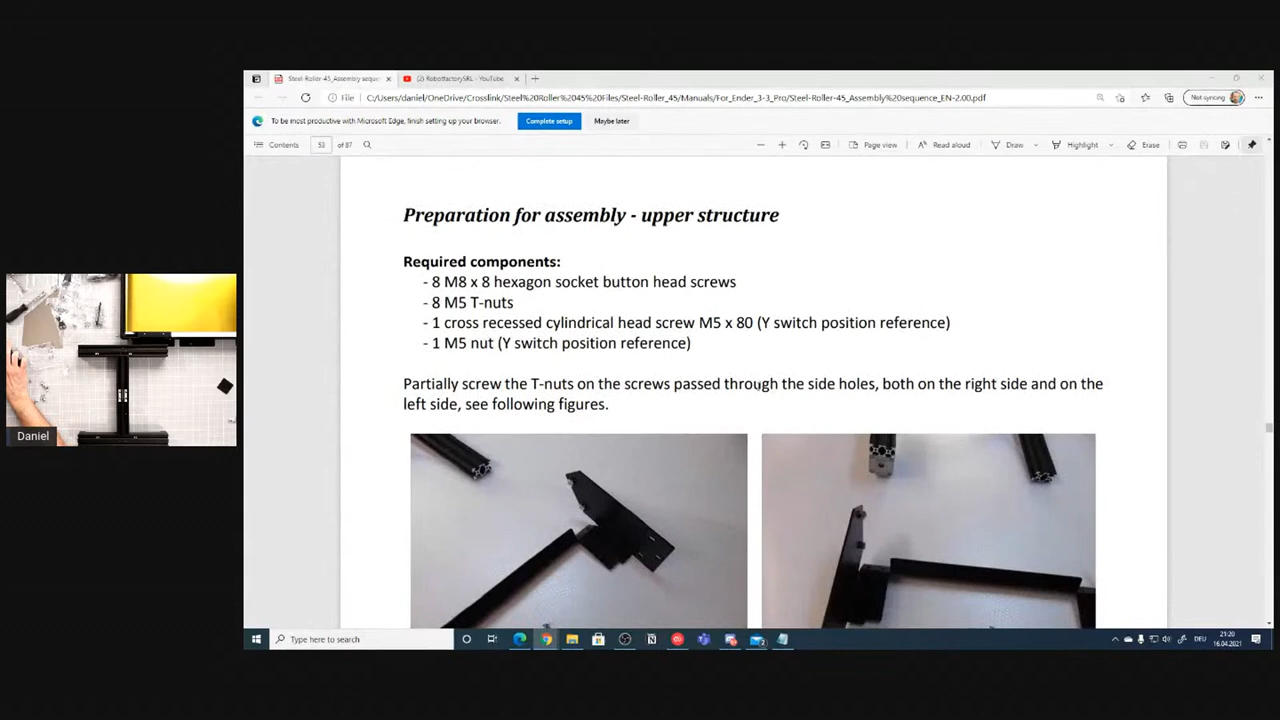 Steel-Roller-45_Assembly seque
(2) RobotfactorySRL - YouTube
File
C:/Users/daniel/OneDrive/Crosslink/Steel%20Roller%2045%20Files/Steel-Roller_45/Manuals/For_Ender_3-3_Pro/Steel-Roller-45_Assembly%20sequence_EN-2.00.pdf
Not syncing
To be most productive with Microsoft Edge, finish setting up your browser.
Complete setup
Maybe later
Contents
53
of 87
Page view
Read aloud
Draw
Highlight
Erase
Preparation for assembly - upper structure
Required components:
- 8 M8 x 8 hexagon socket button head screws
- 8 M5 T-nuts
- 1 cross recessed cylindrical head screw M5 x 80 (Y switch position reference)
- 1 M5 nut (Y switch position reference)
Partially screw the T-nuts on the screws passed through the side holes, both on the right side and on the
left side, see following figures.
Daniel
Type here to search
DEU
21:20
16.04.2021